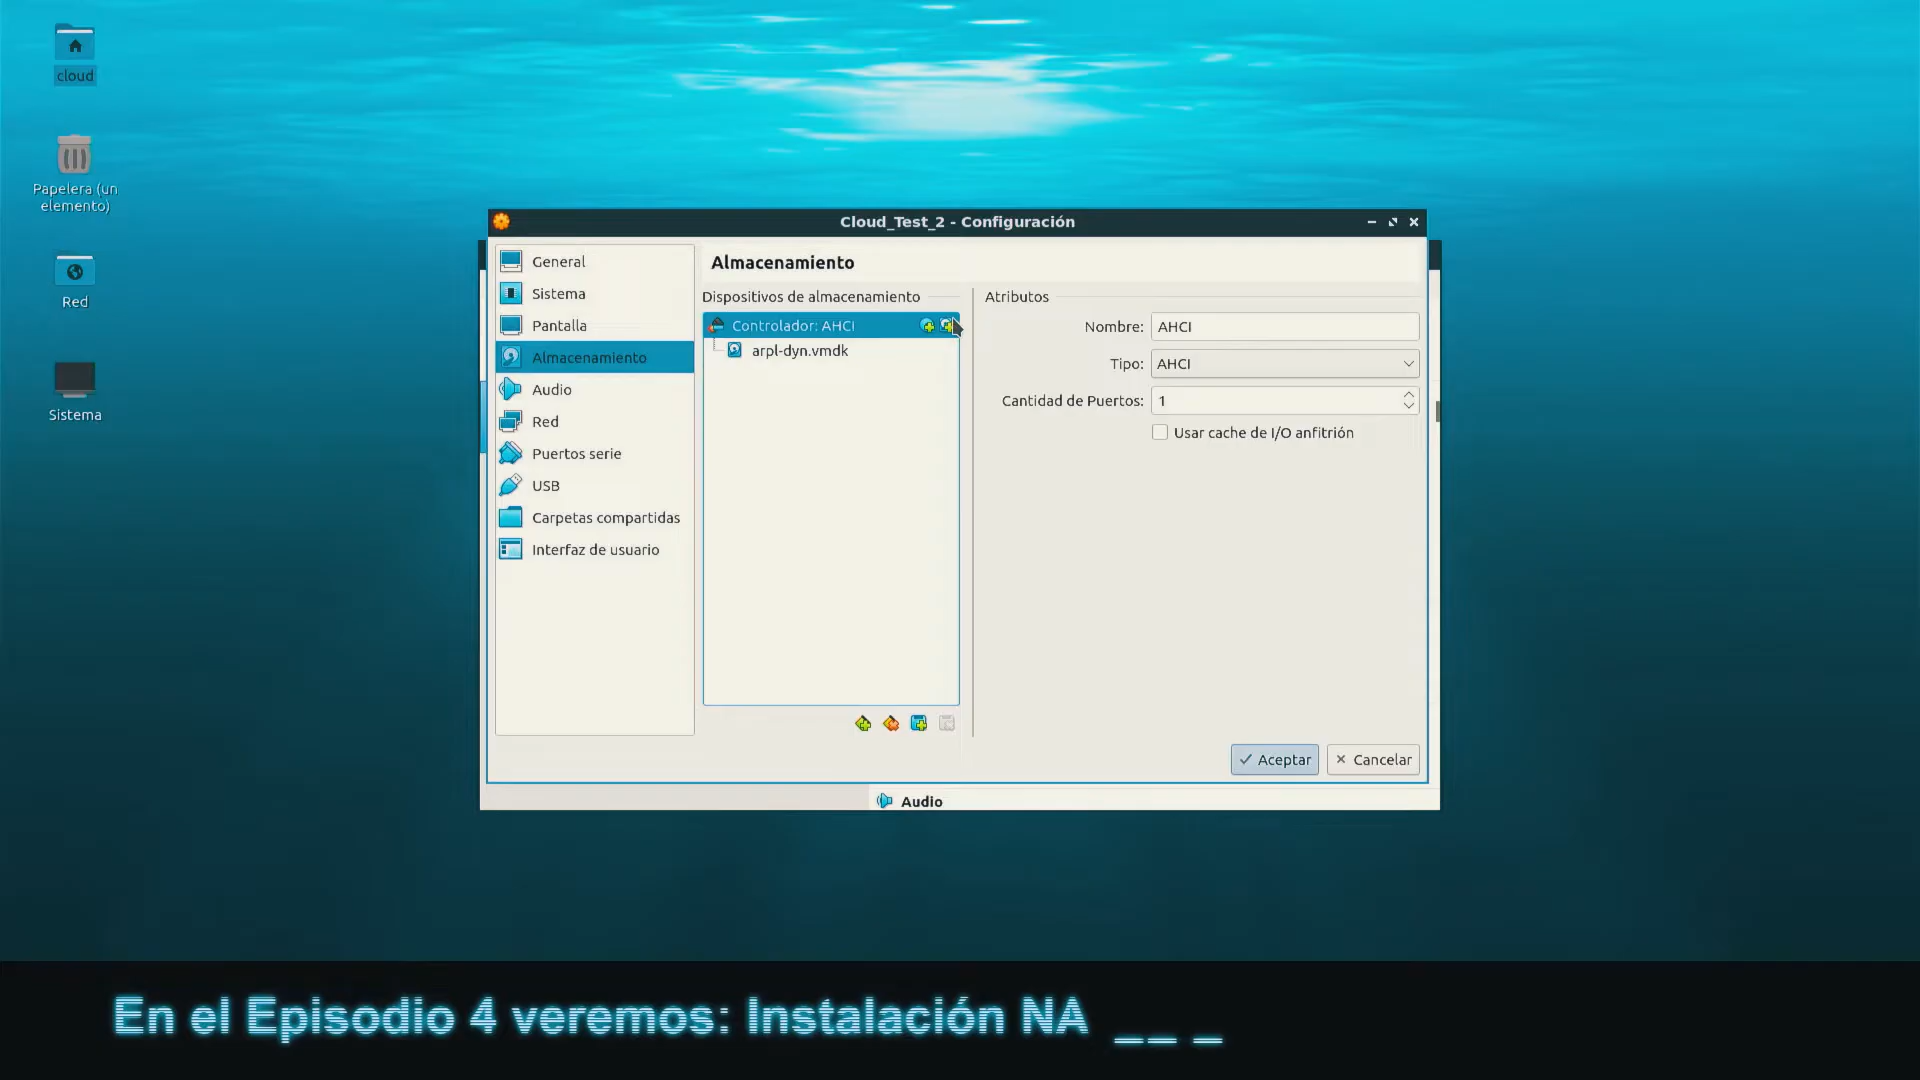 cloud
Papelera (un
elemento)
Red
Sistema
Cloud_Test_2 - Configuración
General
Sistema
Pantalla
Almacenamiento
Audio
Red
Puertos serie
USB
Carpetas compartidas
Interfaz de usuario
Almacenamiento
Dispositivos de almacenamiento
Controlador: AHCI
arpl-dyn.vmdk
Atributos
Nombre: AHCI
Tipo: AHCI
Cantidad de Puertos: 1
Usar cache de I/O anfitrión
Aceptar
Cancelar
Audio
En el Episodio 4 veremos: Instalación NA __ _